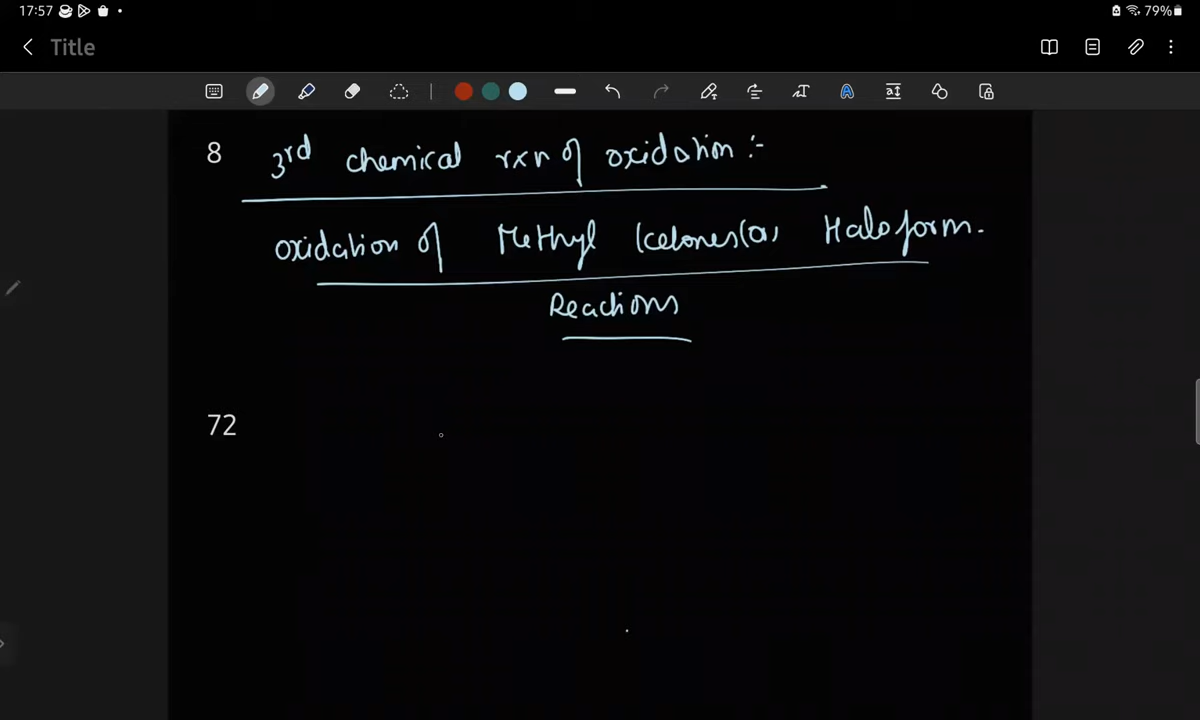 17:57 79%
Title
8 3rd chemical rxn of oxidation :-
oxidation of Methyl Ketones (or) Haloform.
Reactions
72